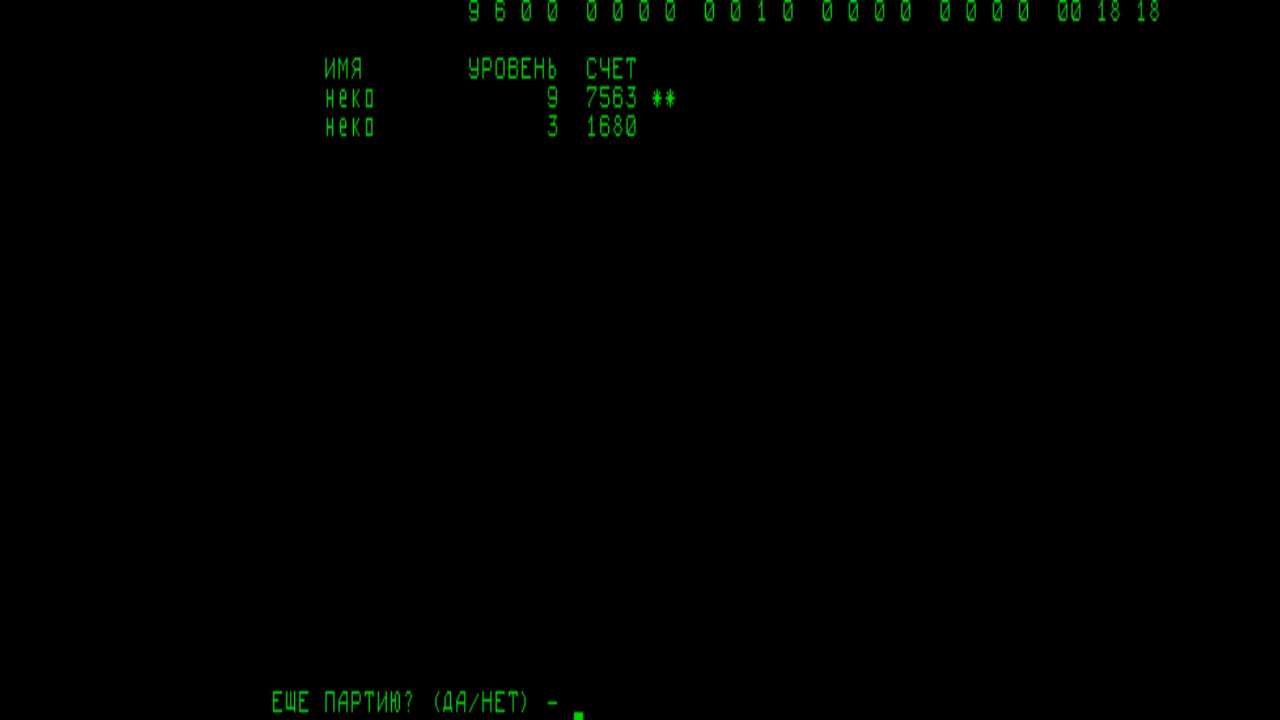 9 6 0 0 0 0 0 0 0 0 1 0 0 0 0 0 0 0 0 0 00 18 18
ИМЯ УРОВЕНЬ СЧЕТ
неко 9 7563 **
неко 3 1680
ЕЩЕ ПАРТИЮ? (ДА/НЕТ) -